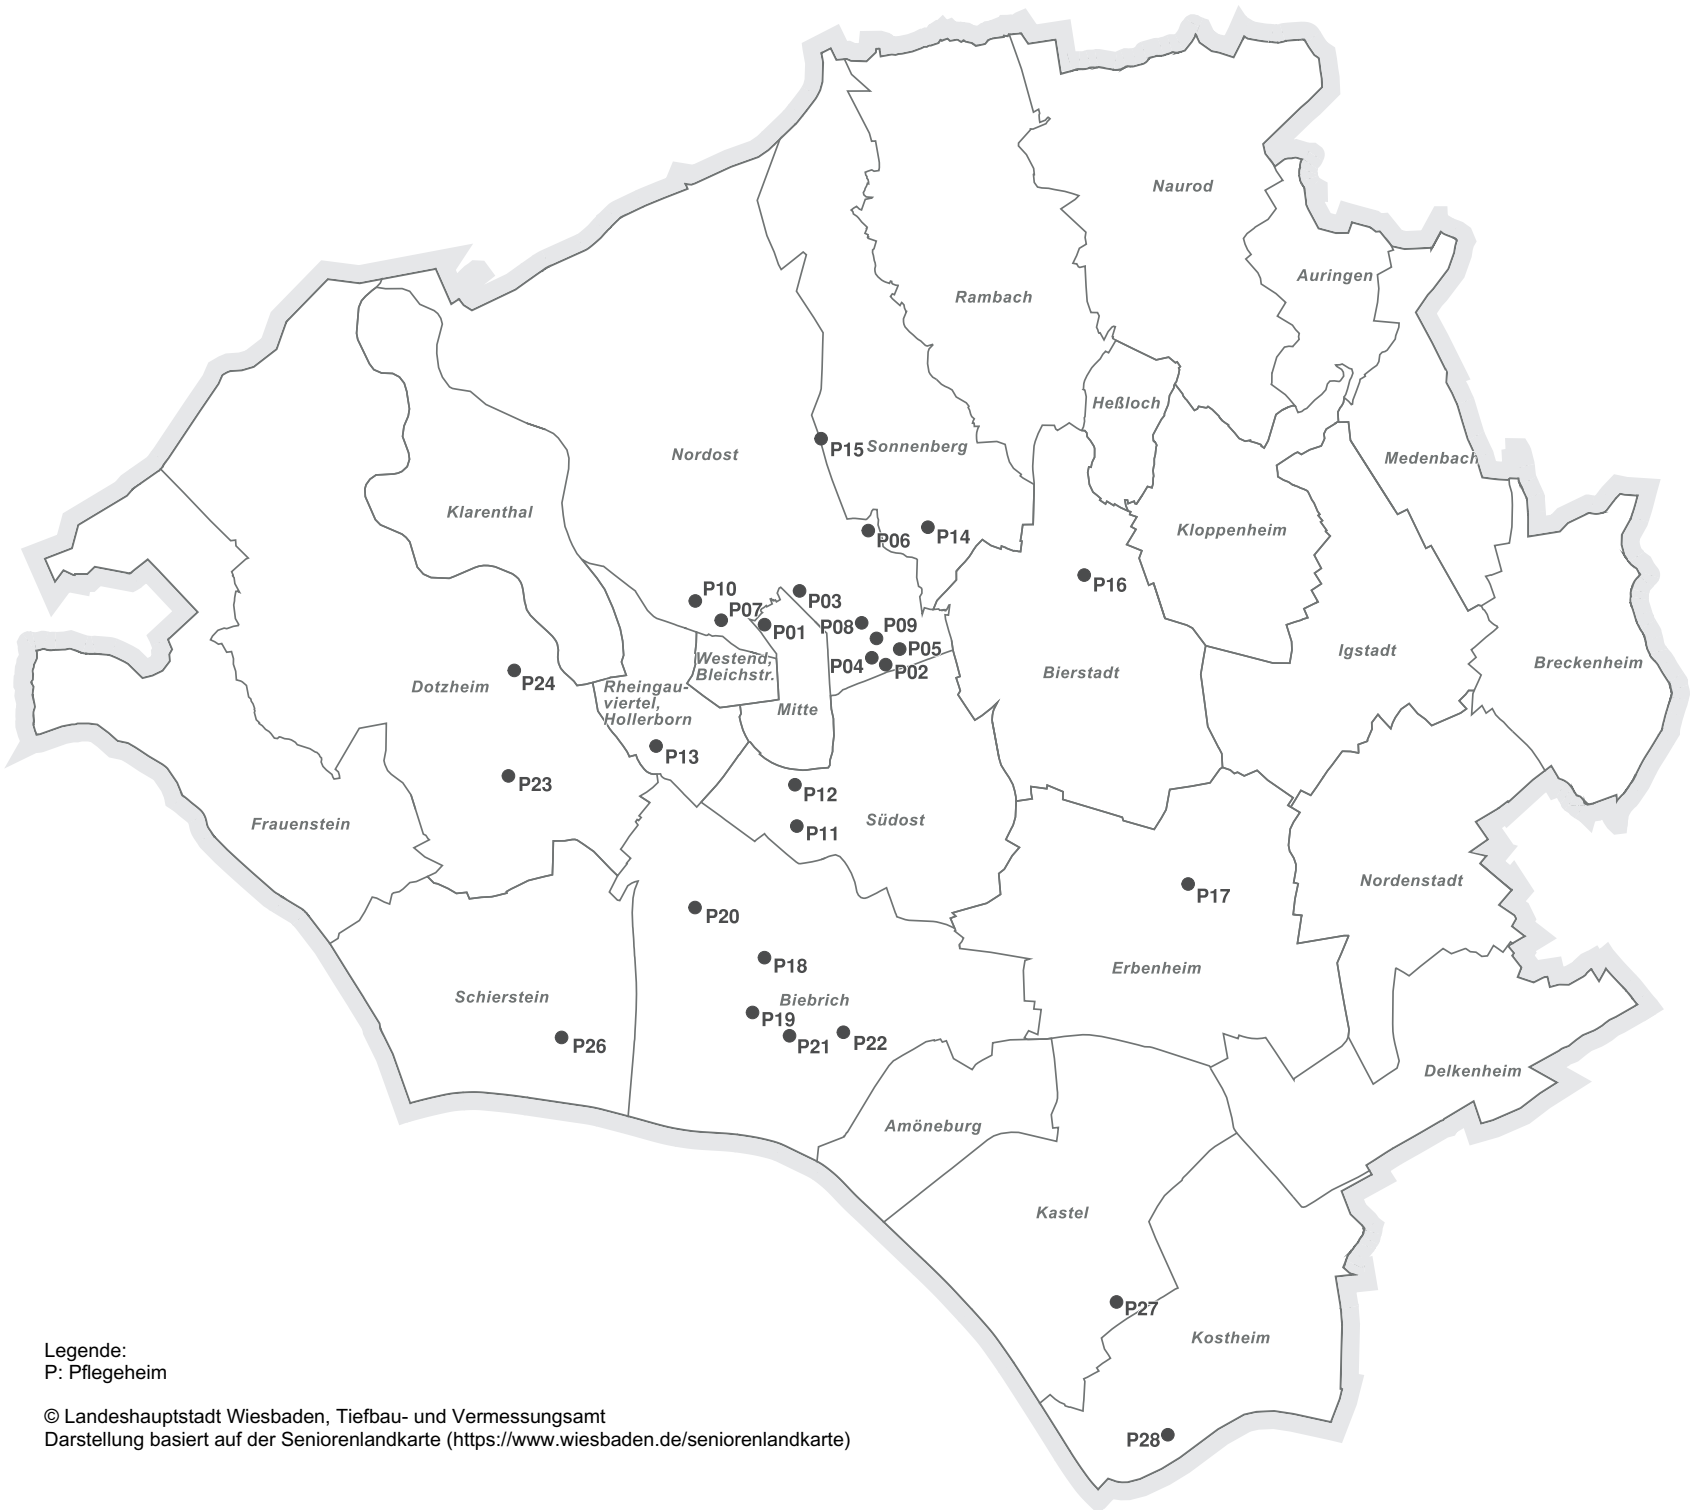 Naurod
Auringen
Rambach
Heßloch
Nordost
P15
Sonnenberg
Medenbach
Klarenthal
Kloppenheim
P06
P14
P16
P10
P03
P07
P01
P08
P09
P05
P04
P02
Westend,
Bleichstr.
Igstadt
Breckenheim
Bierstadt
Dotzheim
P24
Rheingau-
viertel,
Hollerborn
Mitte
P13
P23
P12
P11
Südost
Frauenstein
Nordenstadt
P17
P20
P18
Erbenheim
Schierstein
Biebrich
P19
P21
P22
P26
Delkenheim
Amöneburg
Kastel
P27
Kostheim
P28
Legende:
P: Pflegeheim
© Landeshauptstadt Wiesbaden, Tiefbau- und Vermessungsamt
Darstellung basiert auf der Seniorenlandkarte (https://www.wiesbaden.de/seniorenlandkarte)